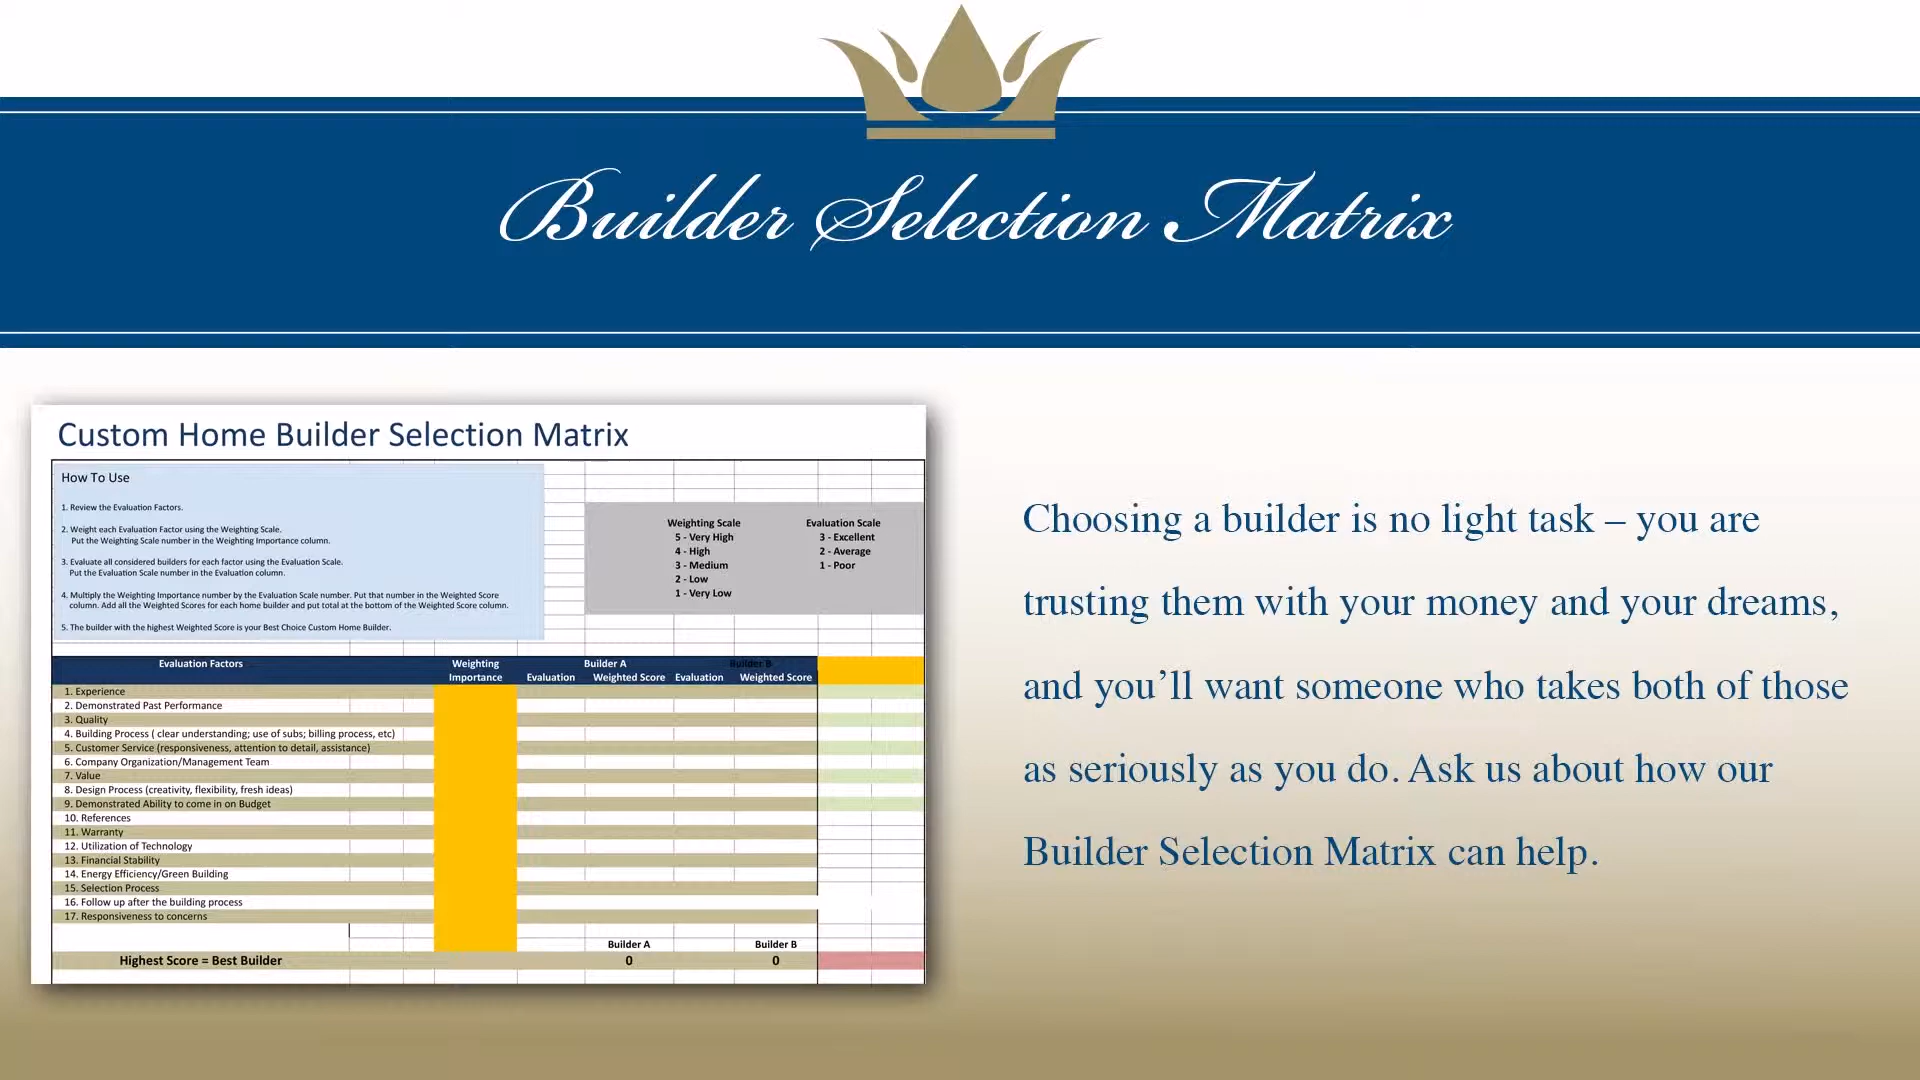 Builder Selection Matrix
Custom Home Builder Selection Matrix
How To Use
1. Review the Evaluation Factors.
2. Weight each Evaluation Factor using the Weighting Scale.
Put the Weighting Scale number in the Weighting Importance column.
3. Evaluate all considered builders for each factor using the Evaluation Scale.
Put the Evaluation Scale number in the Evaluation column.
4. Multiply the Weighting Importance number by the Evaluation Scale number. Put that number in the Weighted Score
column. Add all the Weighted Scores for each home builder and put total at the bottom of the Weighted Score column.
5. The builder with the highest Weighted Score is your Best Choice Custom Home Builder.
Weighting Scale Evaluation Scale
5 - Very High 3 - Excellent
4 - High 2 - Average
3 - Medium 1 - Poor
2 - Low
1 - Very Low
Evaluation Factors Weighting Builder A Builder B
Importance Evaluation Weighted Score Evaluation Weighted Score
1. Experience
2. Demonstrated Past Performance
3. Quality
4. Building Process ( clear understanding; use of subs; billing process, etc)
5. Customer Service (responsiveness, attention to detail, assistance)
6. Company Organization/Management Team
7. Value
8. Design Process (creativity, flexibility, fresh ideas)
9. Demonstrated Ability to come in on Budget
10. References
11. Warranty
12. Utilization of Technology
13. Financial Stability
14. Energy Efficiency/Green Building
15. Selection Process
16. Follow up after the building process
17. Responsiveness to concerns
Builder A Builder B
Highest Score = Best Builder 0 0
Choosing a builder is no light task – you are
trusting them with your money and your dreams,
and you’ll want someone who takes both of those
as seriously as you do. Ask us about how our
Builder Selection Matrix can help.